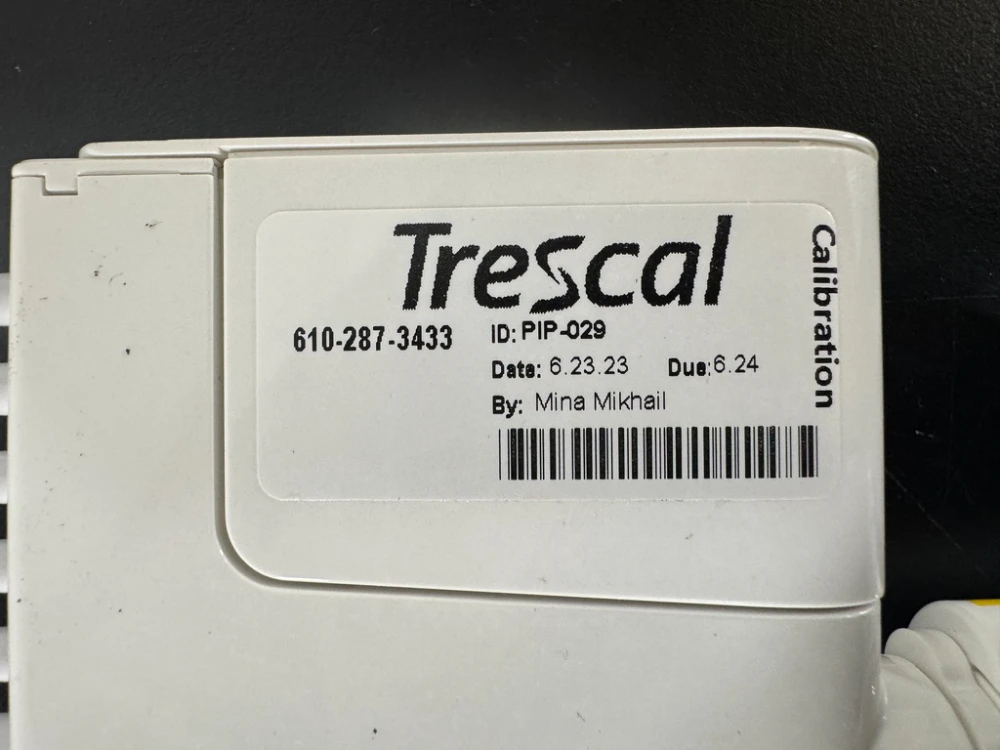 Trescal
610-287-3433
ID: PIP-029
Date: 6.23.23 Due: 6.24
By: Mina Mikhail
Calibration